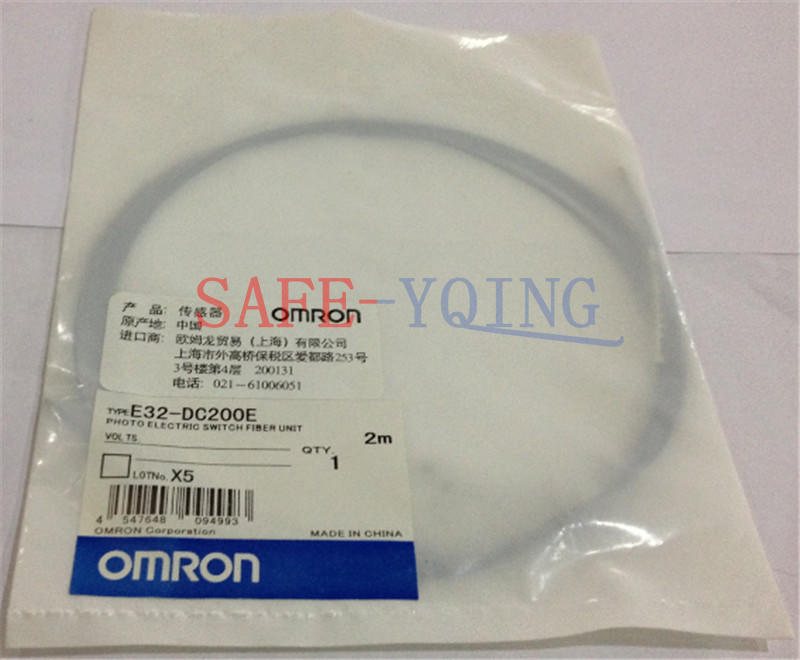 SAFE-YQING
产 品: 传感器 OMRON
原产地: 中国
进口商: 欧姆龙贸易(上海)有限公司
上海市外高桥保税区爱都路253号
3号楼第4层 200131
电话: 021-61006051
TYPE E32-DC200E
PHOTO ELECTRIC SWITCH FIBER UNIT
2m
VOLTS
QTY. 1
LOTNo. X5
4 547648 094993
OMRON Corporation MADE IN CHINA
OMRON